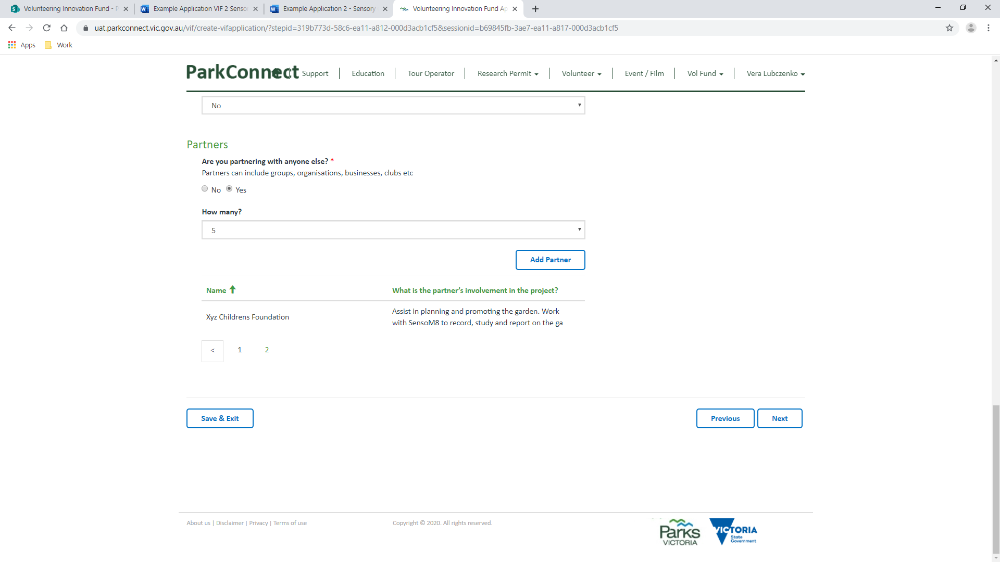 Volunteering Innovation Fund - P
Example Application VIF 2 Senso
Example Application 2 - Sensory
Volunteering Innovation Fund Ap
uat.parkconnect.vic.gov.au/vif/create-vifapplication/?stepid=319b773d-58c6-ea11-a812-000d3acb1cf5&sessionid=b69845fb-3ae7-ea11-a817-000d3acb1cf5
Apps Work
ParkConnect Support Education Tour Operator Research Permit Volunteer Event / Film Vol Fund Vera Lubczenko
No
Partners
Are you partnering with anyone else? *
Partners can include groups, organisations, businesses, clubs etc
No Yes
How many?
5
Add Partner
Name What is the partner’s involvement in the project?
Xyz Childrens Foundation
Assist in planning and promoting the garden. Work
with SensoM8 to record, study and report on the ga
< 1 2
Save & Exit Previous Next
About us | Disclaimer | Privacy | Terms of use
Copyright © 2020. All rights reserved.
Parks
VICTORIA
VICTORIA
State
Government